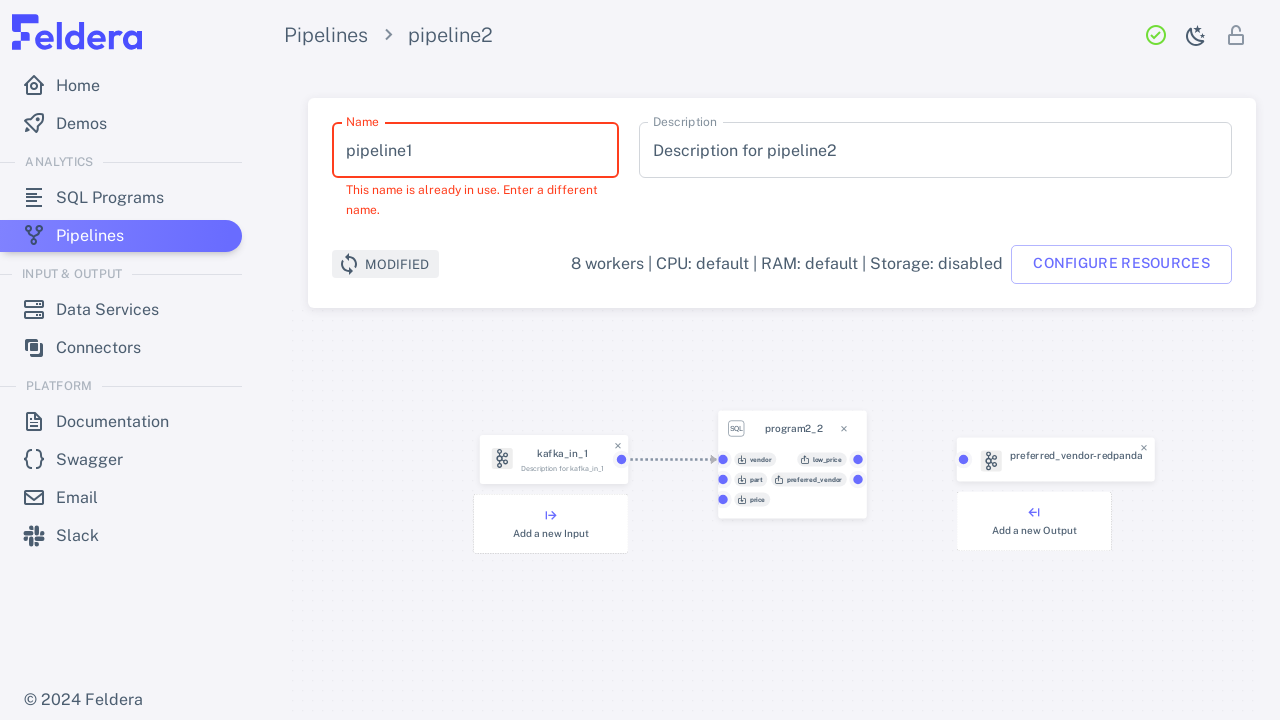 Feldera
Pipelines
pipeline2
Home
Demos
ANALYTICS
SQL Programs
Pipelines
INPUT & OUTPUT
Data Services
Connectors
PLATFORM
Documentation
Swagger
Email
Slack
© 2024 Feldera
Name
pipeline1
This name is already in use. Enter a different
name.
Description
Description for pipeline2
MODIFIED
8 workers | CPU: default | RAM: default | Storage: disabled
CONFIGURE RESOURCES
kafka_in_1
Description for kafka_in_1
Add a new Input
SQL
program2_2
vendor
low_price
part
preferred_vendor
price
preferred_vendor-redpanda
Add a new Output